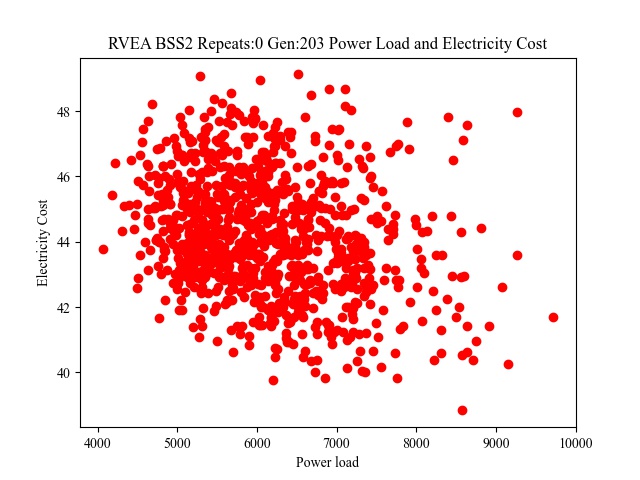 RVEA BSS2 Repeats:0 Gen:203 Power Load and Electricity Cost
48
46
44
42
40
Electricity Cost
4000 5000 6000 7000 8000 9000 10000
Power load